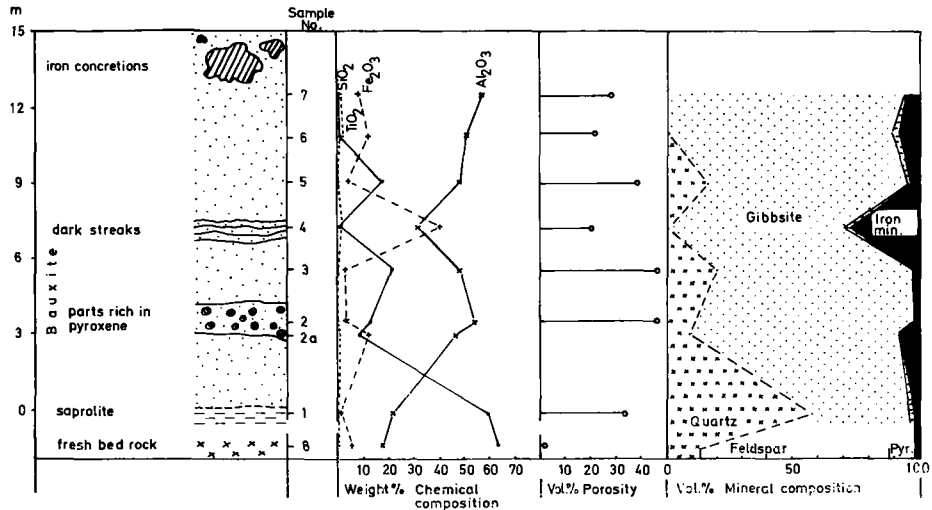 m
Sample
No.
15
12
9
6
3
0
Bauxite
iron concretions
dark streaks
parts rich in
pyroxene
saprolite
fresh bed rock
7
6
5
4
3
2
2a
1
8
SiO2
TiO2
Fe2O3
Al2O3
Gibbsite
Iron
min.
Quartz
Feldspar
Pyr.
10 20 30 40 50 60 70
Weight% Chemical
composition
0 10 20 30 40
Vol.% Porosity
0 50 100
Vol.% Mineral composition